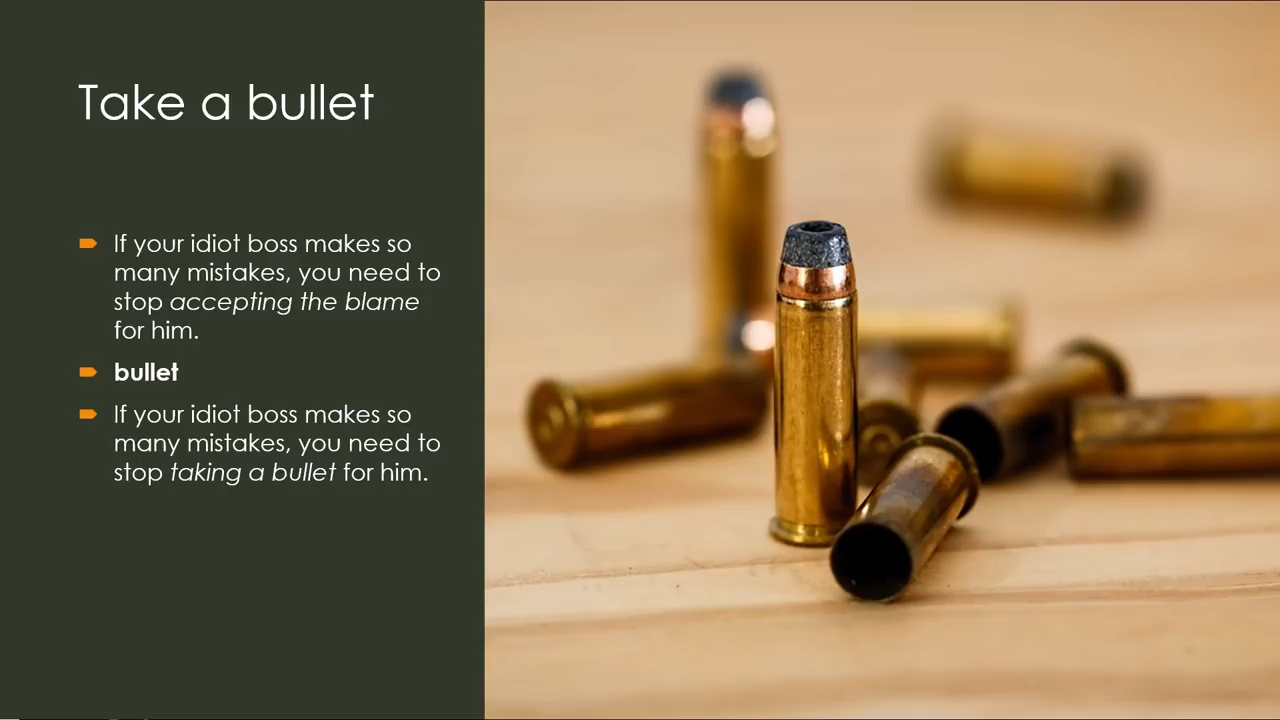 Take a bullet
If your idiot boss makes so
many mistakes, you need to
stop accepting the blame
for him.
bullet
If your idiot boss makes so
many mistakes, you need to
stop taking a bullet for him.